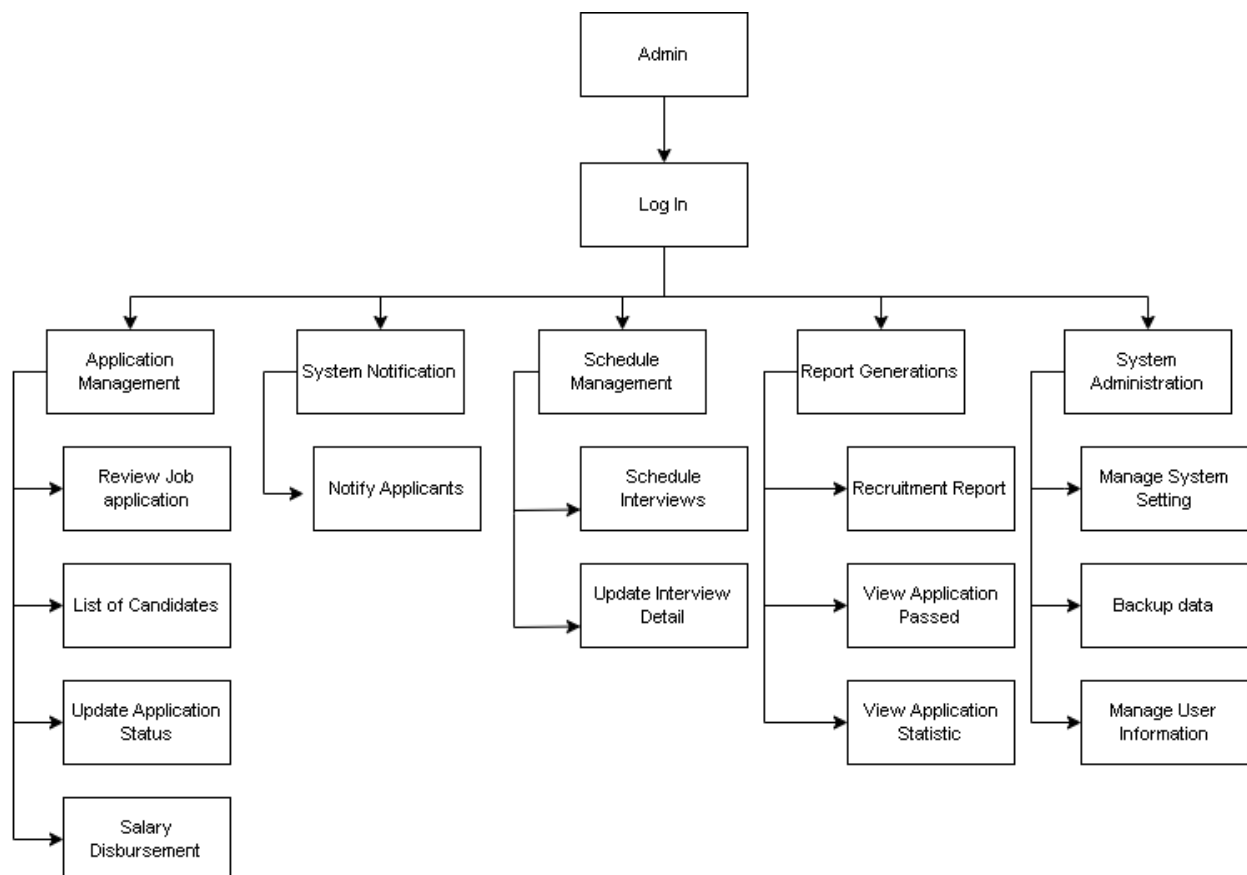 Admin
Log In
Application
Management
System Notification
Schedule
Management
Report Generations
System
Administration
Review Job
application
Notify Applicants
Schedule
Interviews
Recruitment Report
Manage System
Setting
List of Candidates
Update Interview
Detail
View Application
Passed
Backup data
Update Application
Status
View Application
Statistic
Manage User
Information
Salary
Disbursement